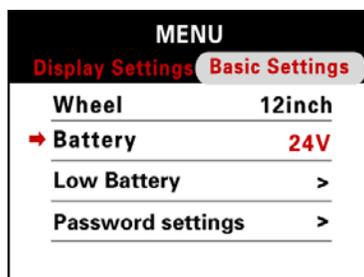 MENU
Display Settings Basic Settings
Wheel 12inch
➡ Battery 24V
Low Battery >
Password settings >